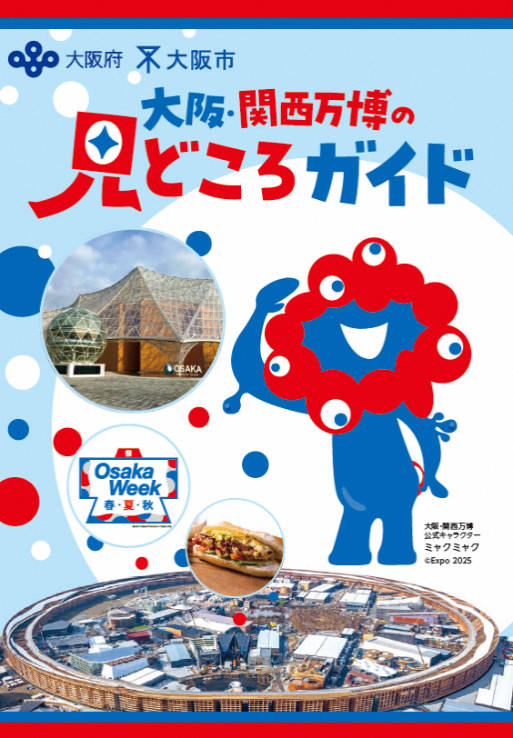 大阪府 大阪市
大阪・関西万博の
見どころガイド
OSAKA
Osaka
Week
春・夏・秋
大阪・関西万博
公式キャラクター
ミャクミャク
©Expo 2025